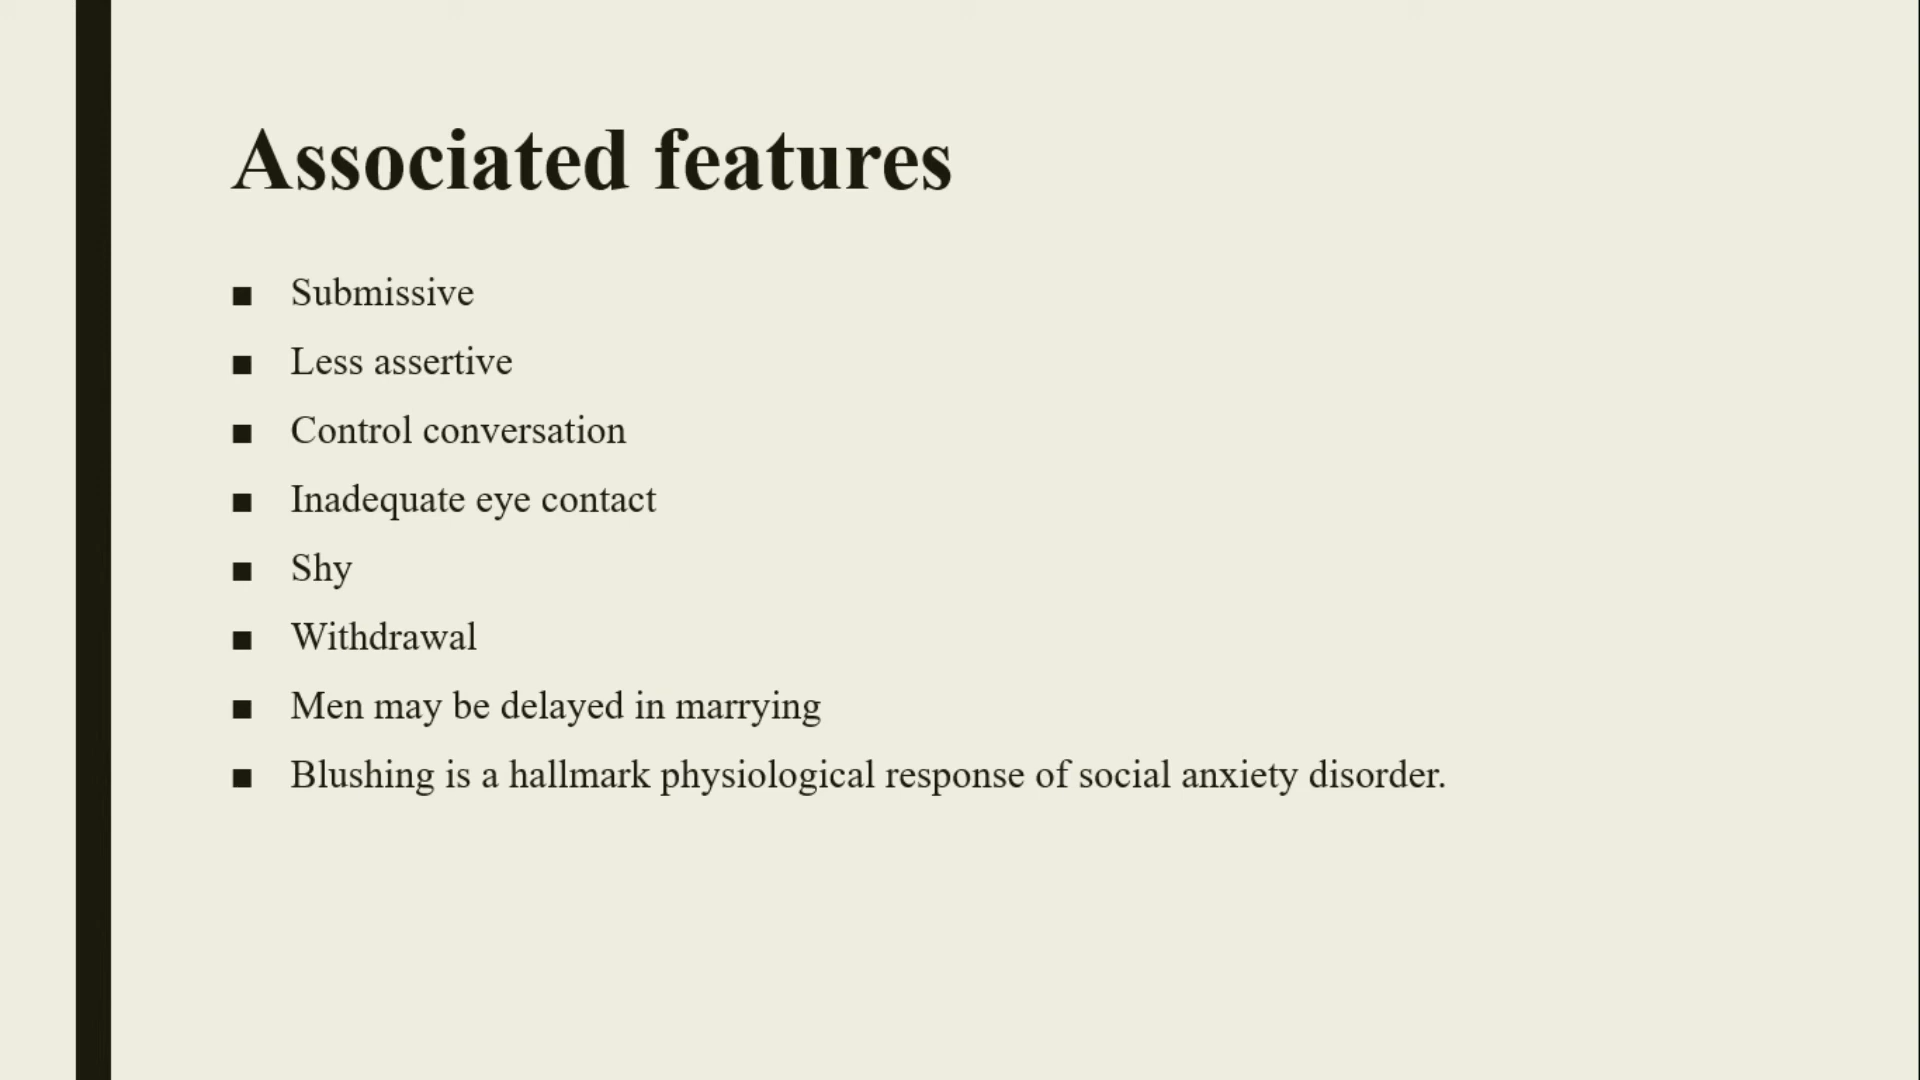 Associated features
■ Submissive
■ Less assertive
■ Control conversation
■ Inadequate eye contact
■ Shy
■ Withdrawal
■ Men may be delayed in marrying
■ Blushing is a hallmark physiological response of social anxiety disorder.